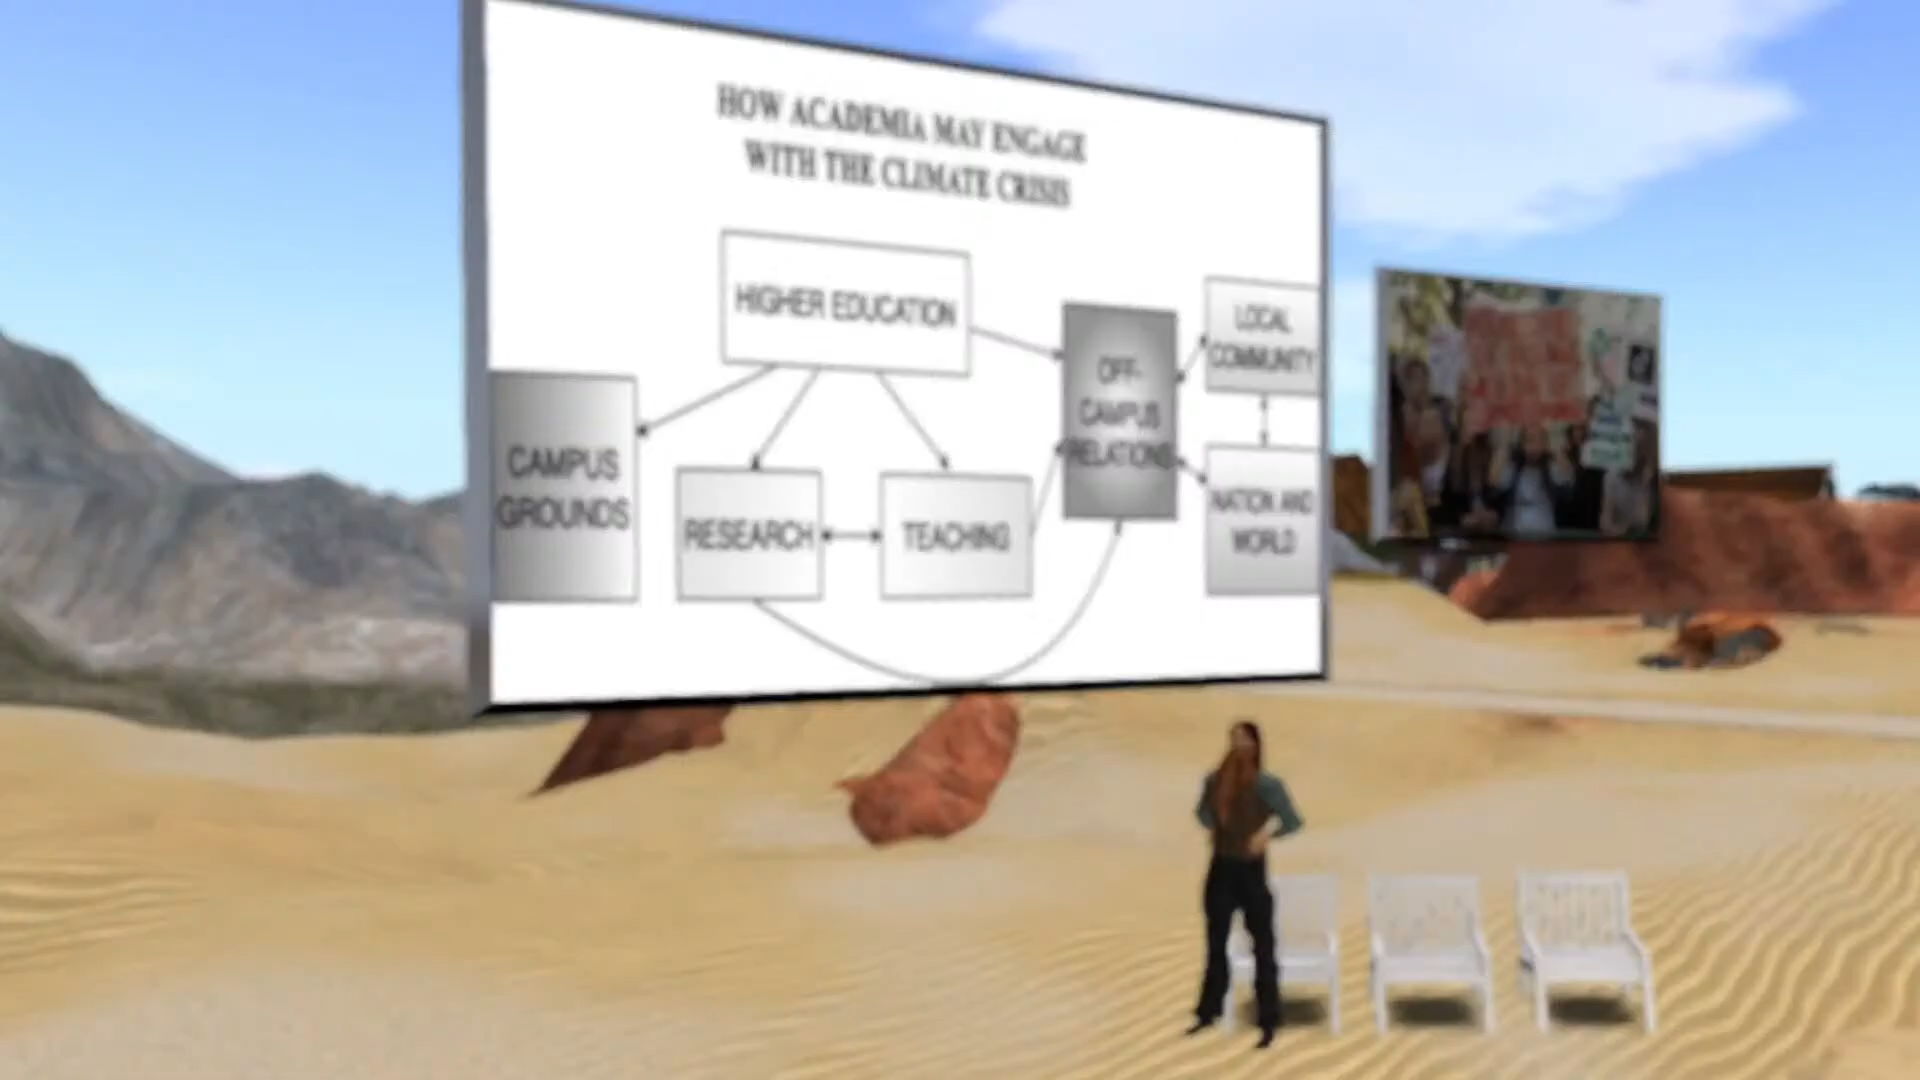 HOW ACADEMIA MAY ENGAGE
WITH THE CLIMATE CRISIS
HIGHER EDUCATION
CAMPUS
GROUNDS
RESEARCH
TEACHING
OFF-
CAMPUS
RELATIONS
LOCAL
COMMUNITY
NATION AND
WORLD